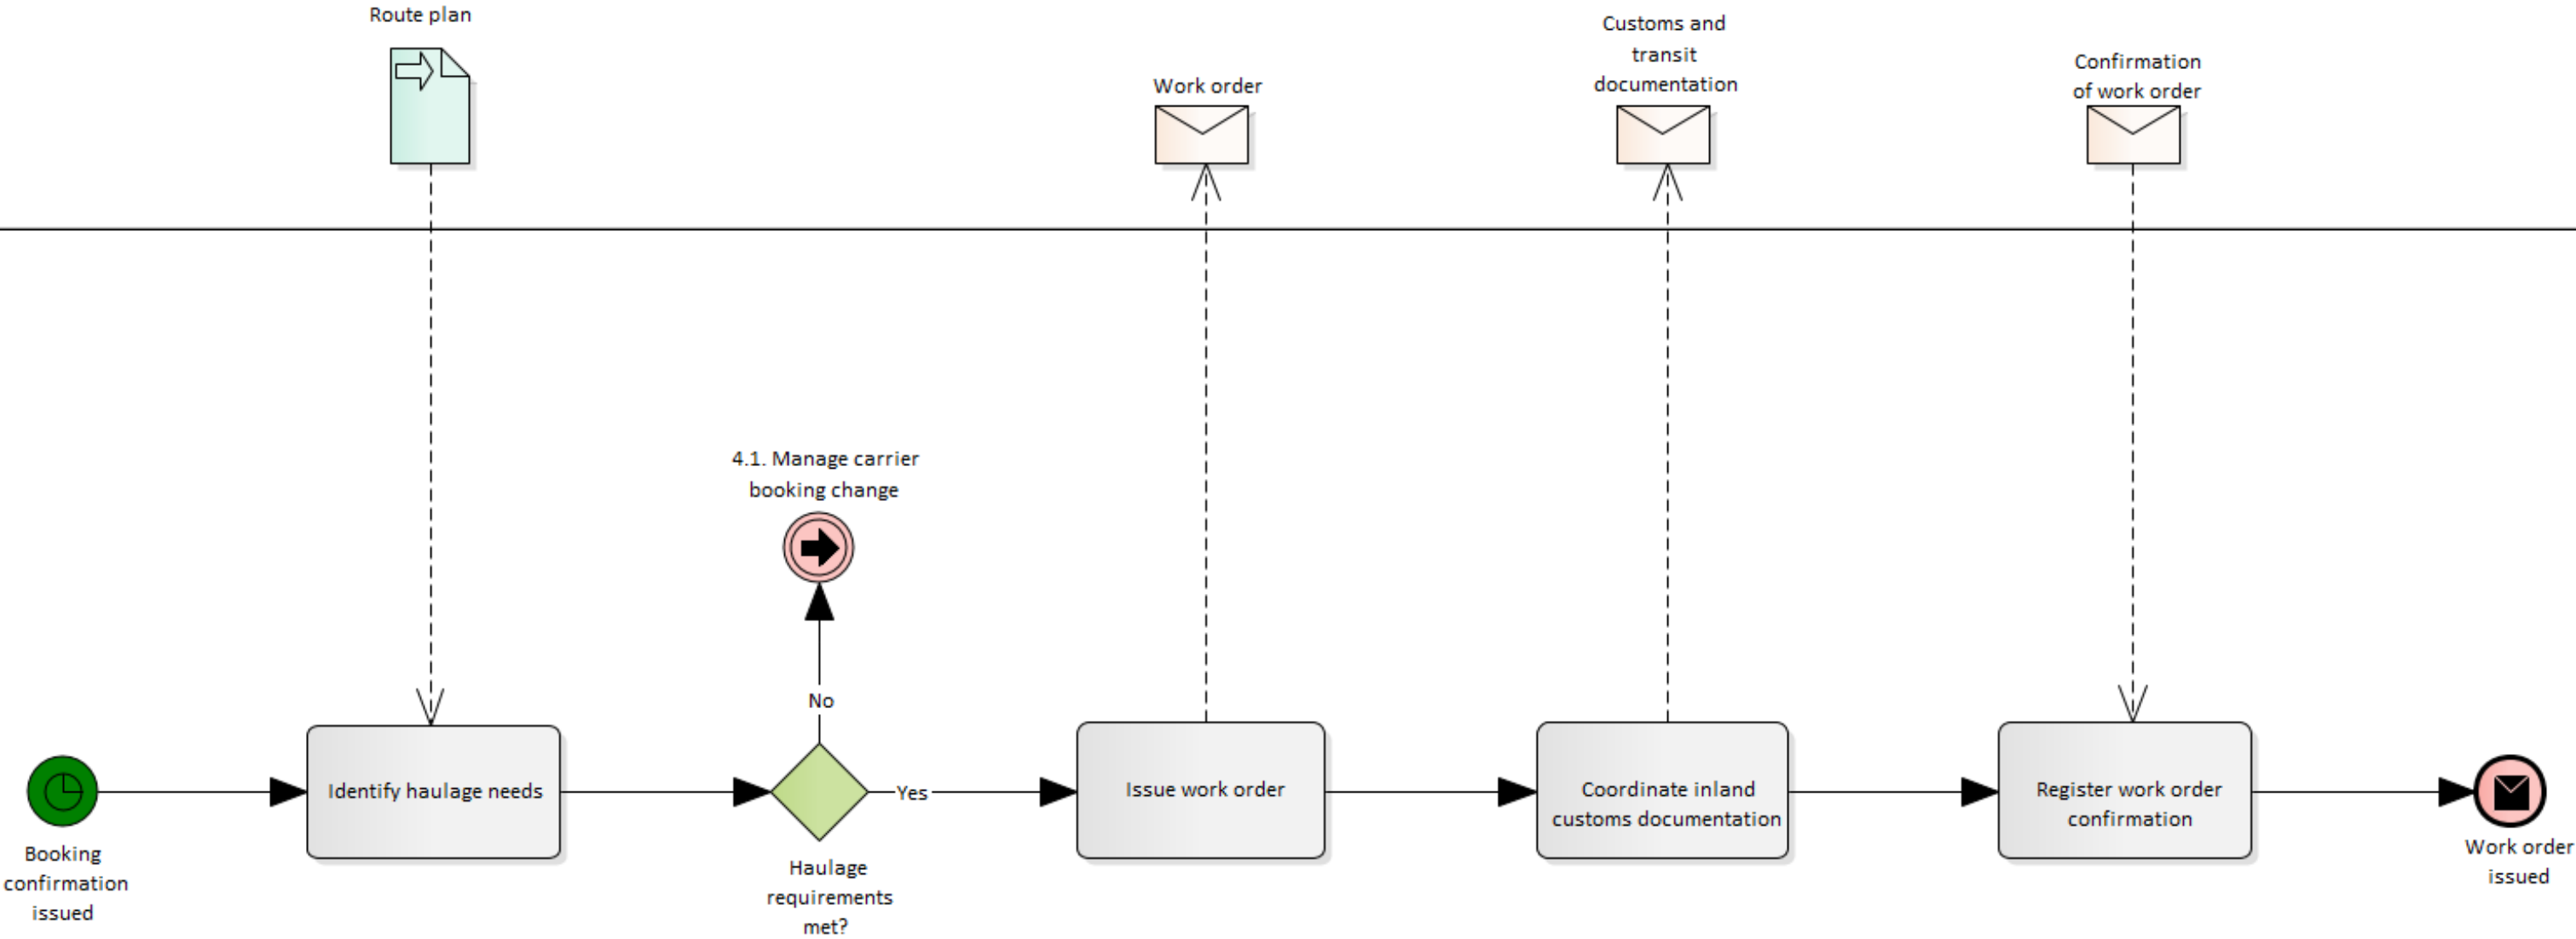 Route plan
Work order
Customs and
transit
documentation
Confirmation
of work order
4.1. Manage carrier
booking change
No
Yes
Booking
confirmation
issued
Identify haulage needs
Haulage
requirements
met?
Issue work order
Coordinate inland
customs documentation
Register work order
confirmation
Work order
issued